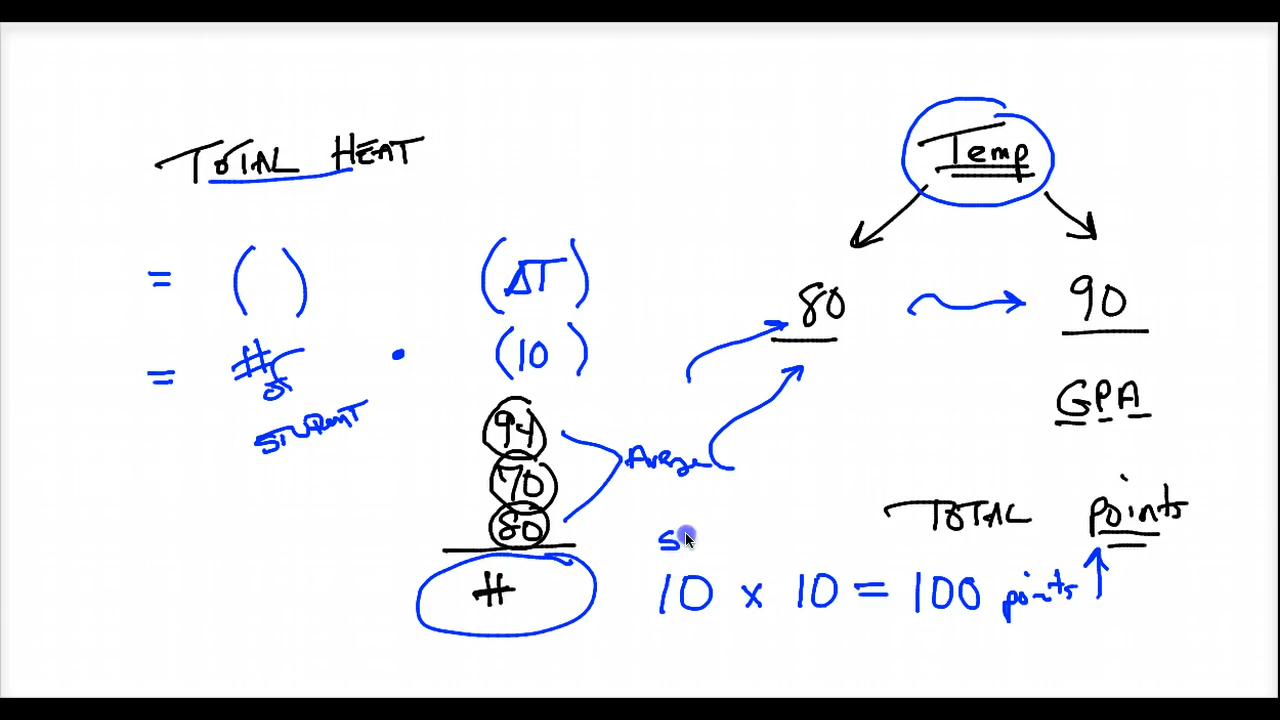 TOTAL HEAT
Temp
= ( ) (ΔT)
80 90
= # of • (10)
STUDENT
GPA
94
70
80
Average
TOTAL points
s
#
10 x 10 = 100 points